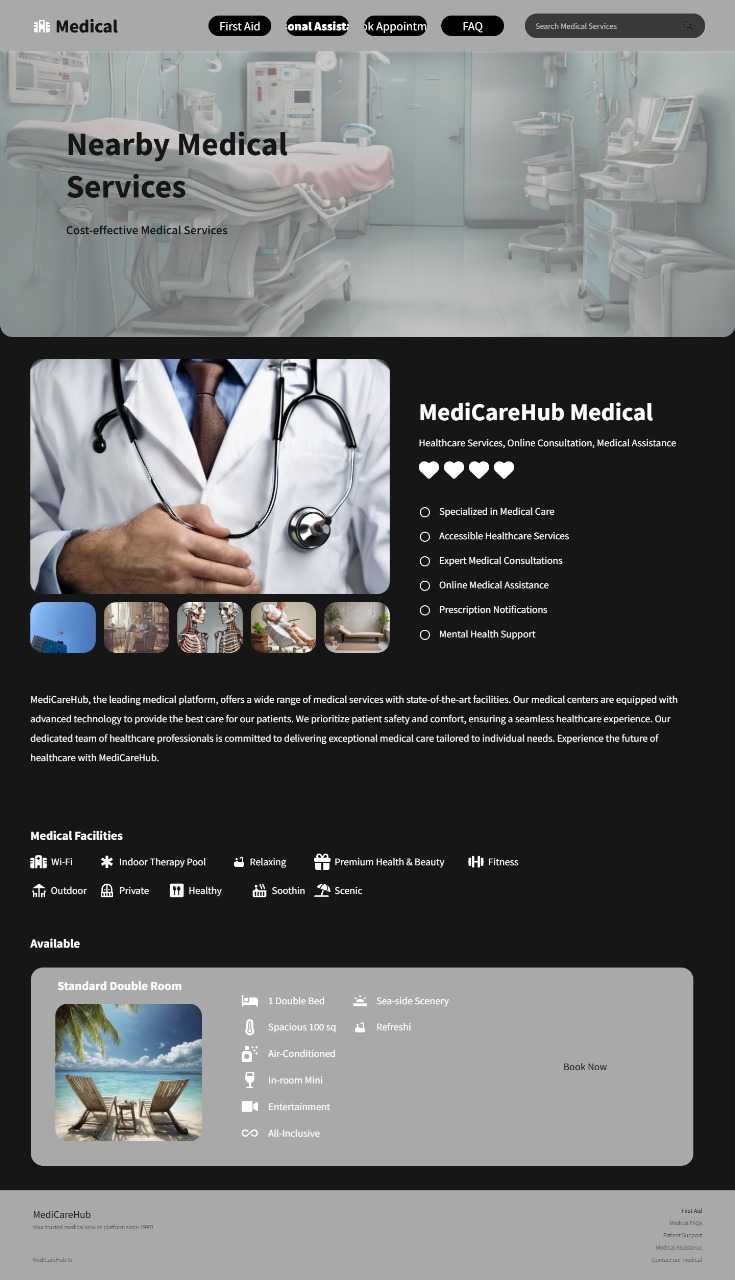 Medical
First Aid
onal Assista
ok Appointm
FAQ
Search Medical Services
Nearby Medical
Services
Cost-effective Medical Services
MediCareHub Medical
Healthcare Services, Online Consultation, Medical Assistance
Specialized in Medical Care
Accessible Healthcare Services
Expert Medical Consultations
Online Medical Assistance
Prescription Notifications
Mental Health Support
MediCareHub, the leading medical platform, offers a wide range of medical services with state-of-the-art facilities. Our medical centers are equipped with
advanced technology to provide the best care for our patients. We prioritize patient safety and comfort, ensuring a seamless healthcare experience. Our
dedicated team of healthcare professionals is committed to delivering exceptional medical care tailored to individual needs. Experience the future of
healthcare with MediCareHub.
Medical Facilities
Wi-Fi
Indoor Therapy Pool
Relaxing
Premium Health & Beauty
Fitness
Outdoor
Private
Healthy
Soothin
Scenic
Available
Standard Double Room
1 Double Bed
Sea-side Scenery
Spacious 100 sq
Refreshi
Air-Conditioned
In-room Mini
Entertainment
All-Inclusive
Book Now
MediCareHub
Your trusted medical service platform since 1997!
MediCareHub ©
First Aid
Medical FAQs
Patient Support
Medical Assistance
Contact our medical